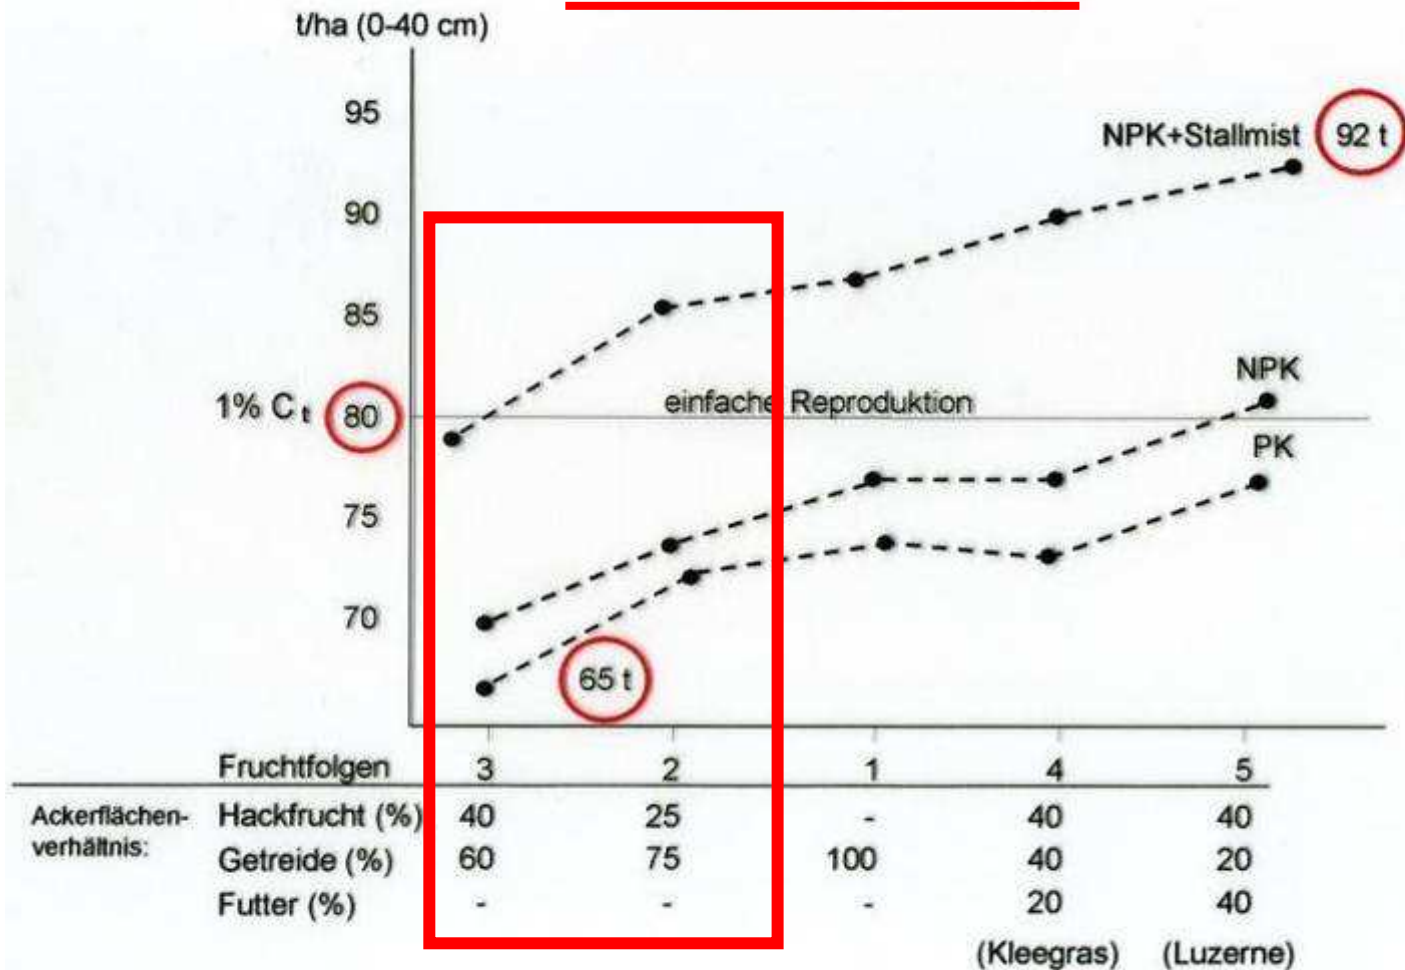 t/ha (0-40 cm)
95
NPK+Stallmist 92 t
90
85
NPK
1% C t 80 einfache Reproduktion
PK
75
70
65 t
Fruchtfolgen 3 2 1 4 5
Ackerflächen-
verhältnis:
Hackfrucht (%) 40 25 - 40 40
Getreide (%) 60 75 100 40 20
Futter (%) - - - 20 40
(Kleegras) (Luzerne)